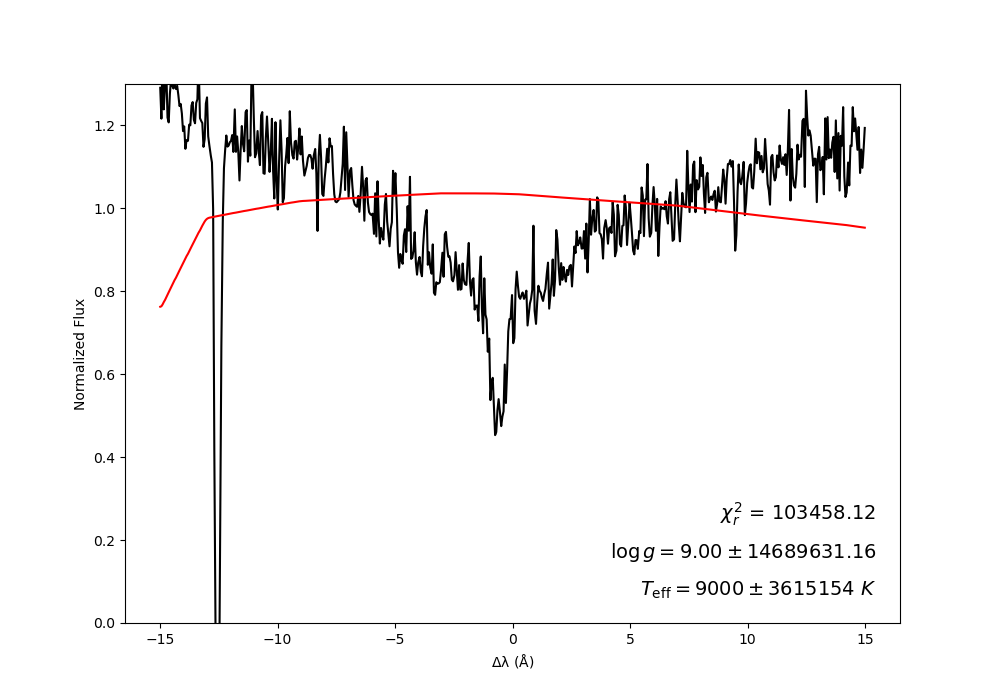 1.2
1.0
0.8
0.6
0.4
0.2
0.0
Normalized Flux
χ²ᵣ = 103458.12
log g = 9.00 ± 14689631.16
T_eff = 9000 ± 3615154 K
−15
−10
−5
0
5
10
15
Δλ (Å)